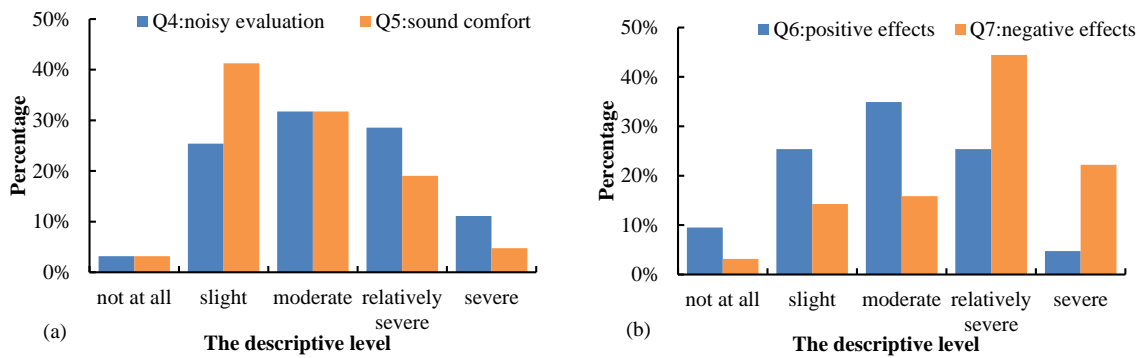 50%
Q4:noisy evaluation
Q5:sound comfort
40%
30%
20%
10%
0%
Percentage
not at all
slight
moderate
relatively
severe
severe
(a)
The descriptive level
50%
Q6:positive effects
Q7:negative effects
40%
30%
20%
10%
0%
Percentage
not at all
slight
moderate
relatively
severe
severe
(b)
The descriptive level